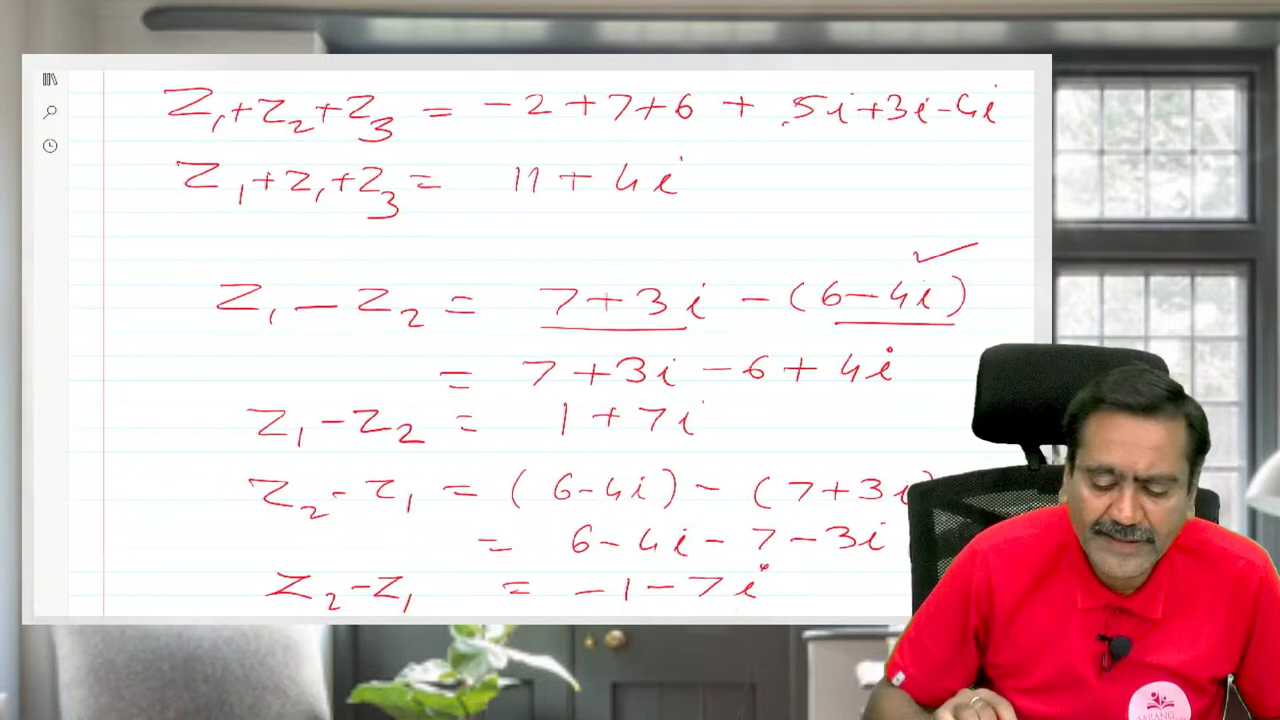 Z₁+Z₂+Z₃ = -2+7+6 + .5i+3i-4i
Z₁+Z₁+Z₃ = 11+4i
Z₁-Z₂ = 7+3i-(6-4i) ✓
= 7+3i-6+4i
Z₁-Z₂ = 1+7i
Z₂-Z₁ = (6-4i)-(7+3i)
= 6-4i-7-3i
Z₂-Z₁ = -1-7i
SARANG